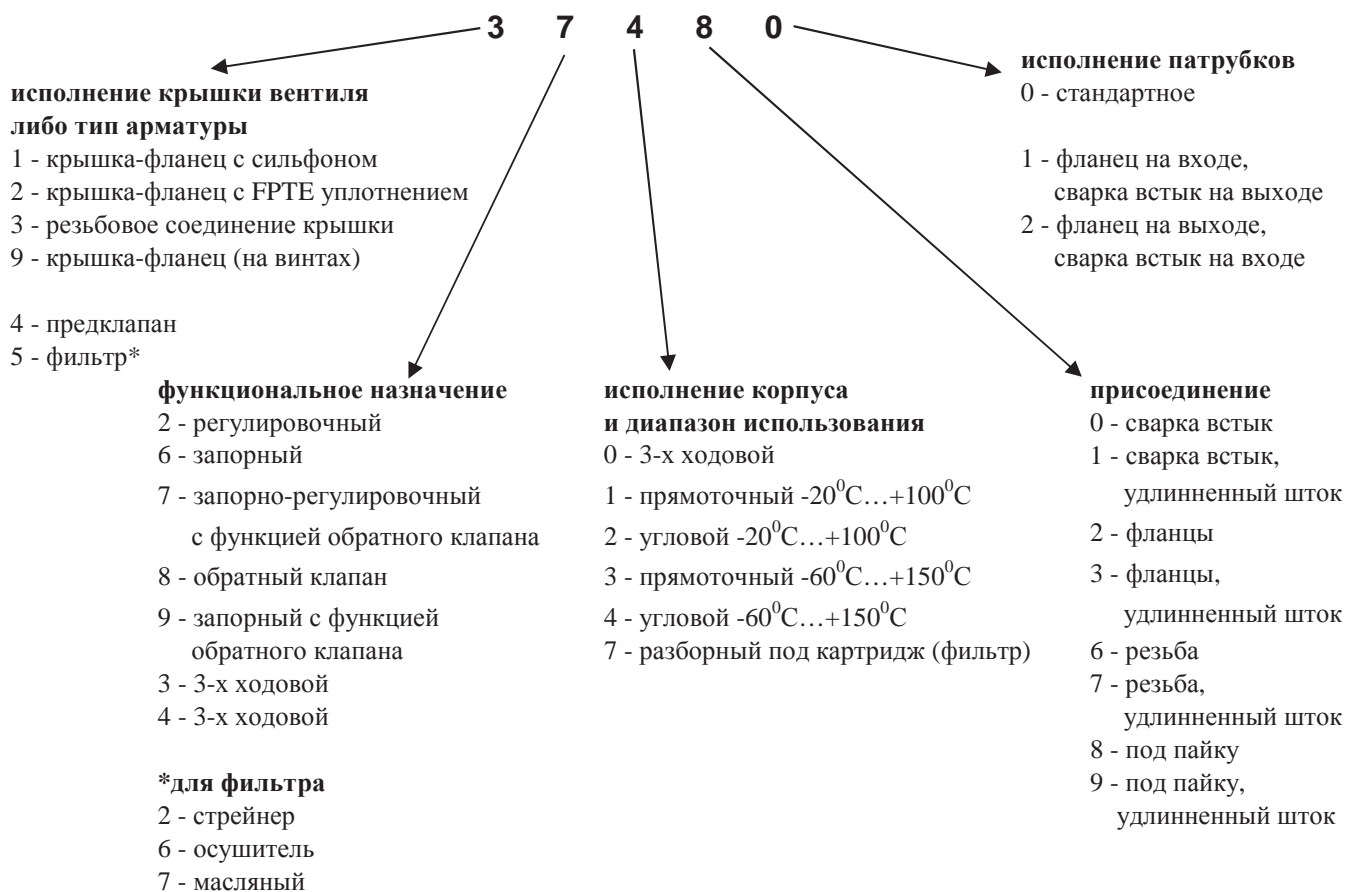 3 7 4 8 0
исполнение крышки вентиля
либо тип арматуры
1 - крышка-фланец с сильфоном
2 - крышка-фланец с FPTE уплотнением
3 - резьбовое соединение крышки
9 - крышка-фланец (на винтах)
4 - предклапан
5 - фильтр*
исполнение патрубков
0 - стандартное
1 - фланец на входе,
сварка встык на выходе
2 - фланец на выходе,
сварка встык на входе
функциональное назначение
2 - регулировочный
6 - запорный
7 - запорно-регулировочный
с функцией обратного клапана
8 - обратный клапан
9 - запорный с функцией
обратного клапана
3 - 3-х ходовой
4 - 3-х ходовой
*для фильтра
2 - стрейнер
6 - осушитель
7 - масляный
исполнение корпуса
и диапазон использования
0 - 3-х ходовой
1 - прямоточный -20⁰C…+100⁰C
2 - угловой -20⁰C…+100⁰C
3 - прямоточный -60⁰C…+150⁰C
4 - угловой -60⁰C…+150⁰C
7 - разборный под картридж (фильтр)
присоединение
0 - сварка встык
1 - сварка встык,
удлинненный шток
2 - фланцы
3 - фланцы,
удлинненный шток
6 - резьба
7 - резьба,
удлинненный шток
8 - под пайку
9 - под пайку,
удлинненный шток